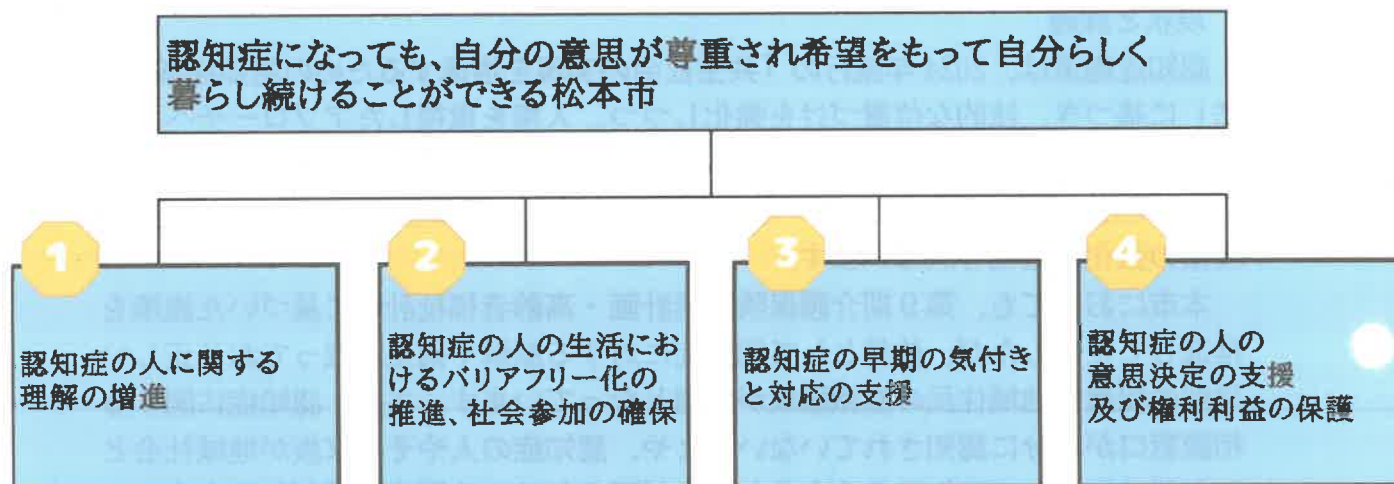 認知症になっても、自分の意思が尊重され希望をもって自分らしく
暮らし続けることができる松本市
1
2
3
4
認知症の人に関する
理解の増進
認知症の人の生活にお
けるバリアフリー化の
推進、社会参加の確保
認知症の早期の気付き
と対応の支援
認知症の人の
意思決定の支援
及び権利利益の保護